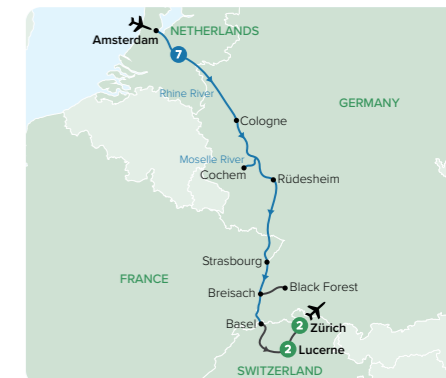 NETHERLANDS
Amsterdam
7
Rhine River
GERMANY
Cologne
Moselle River
Cochem
Rüdesheim
Strasbourg
FRANCE
Breisach
Black Forest
Basel
2 Zürich
2 Lucerne
SWITZERLAND